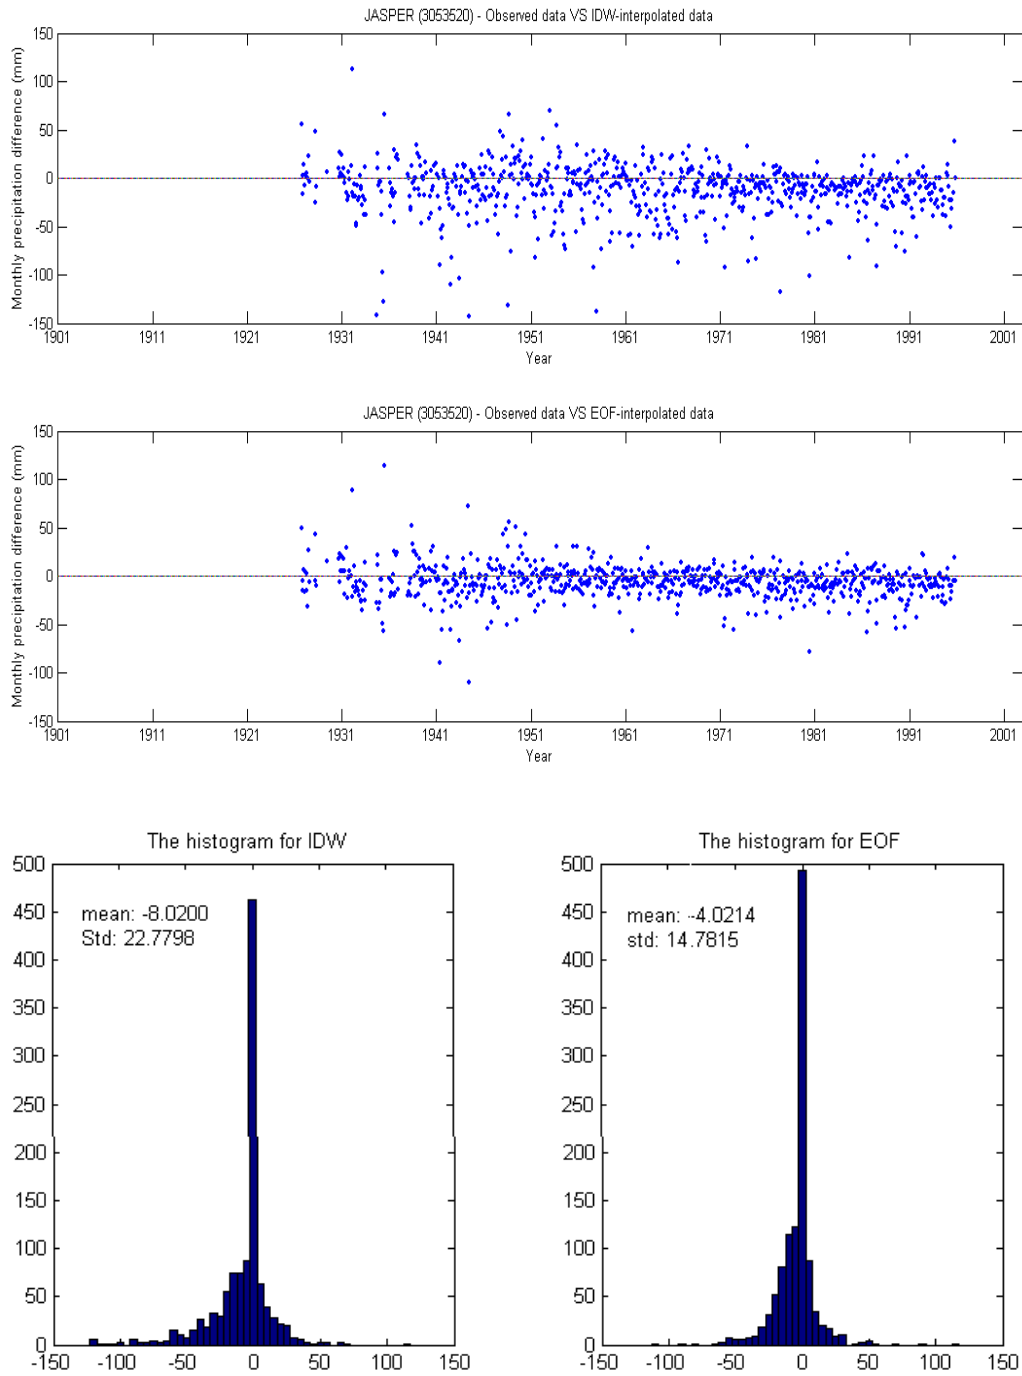 JASPER (3053520) - Observed data VS IDW-interpolated data
Monthly precipitation difference (mm)
150
100
50
0
-50
-100
-150
1901 1911 1921 1931 1941 1951 1961 1971 1981 1991 2001
Year
JASPER (3053520) - Observed data VS EOF-interpolated data
Monthly precipitation difference (mm)
150
100
50
0
-50
-100
-150
1901 1911 1921 1931 1941 1951 1961 1971 1981 1991 2001
Year
The histogram for IDW
mean: -8.0200
Std: 22.7798
500
450
400
350
300
250
200
150
100
50
0
-150 -100 -50 0 50 100 150
The histogram for EOF
mean: -4.0214
std: 14.7815
500
450
400
350
300
250
200
150
100
50
0
-150 -100 -50 0 50 100 150